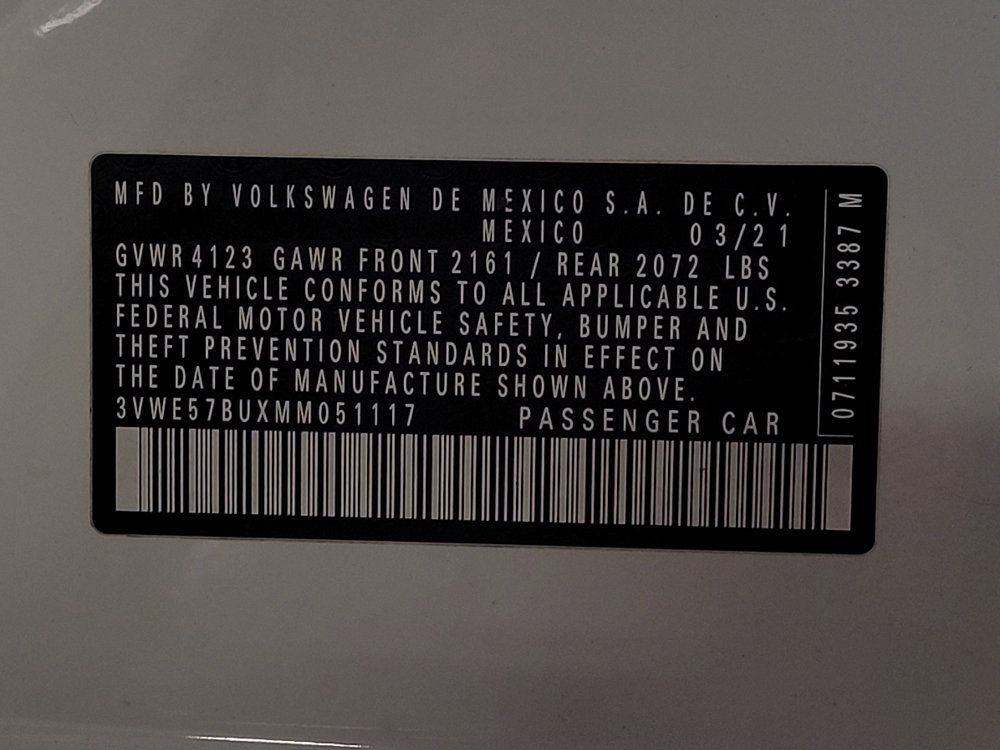 MFD BY VOLKSWAGEN DE MEXICO S.A. DE C.V.
MEXICO 03/21
GVWR 4123 GAWR FRONT 2161 / REAR 2072 LBS
THIS VEHICLE CONFORMS TO ALL APPLICABLE U.S.
FEDERAL MOTOR VEHICLE SAFETY, BUMPER AND
THEFT PREVENTION STANDARDS IN EFFECT ON
THE DATE OF MANUFACTURE SHOWN ABOVE.
3VWE57BUXMM051117 PASSENGER CAR
0711935 3387 M